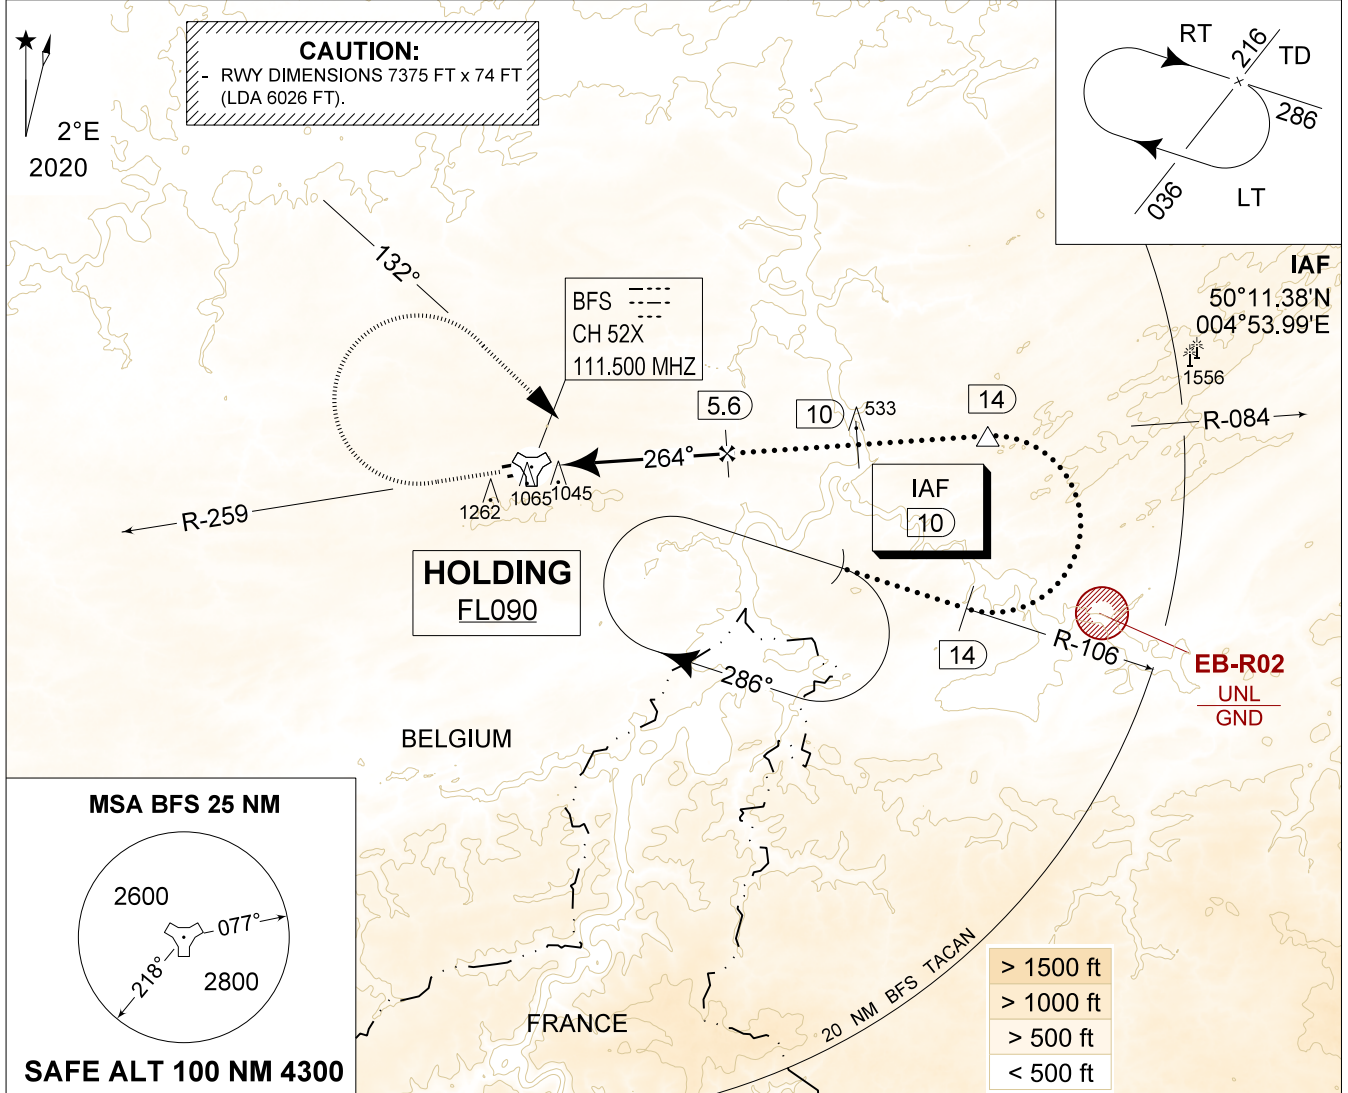 CAUTION:
- RWY DIMENSIONS 7375 FT x 74 FT
(LDA 6026 FT).
2°E
2020
RT
216
TD
286
036
LT
IAF
50°11.38'N
004°53.99'E
1556
132°
BFS
CH 52X
111.500 MHZ
5.6
10
533
14
R-084
264°
1262
1065
1045
R-259
IAF
10
HOLDING
FL090
286°
14
R-106
EB-R02
UNL
GND
BELGIUM
FRANCE
MSA BFS 25 NM
2600
077°
218°
2800
SAFE ALT 100 NM 4300
20 NM BFS TACAN
> 1500 ft
> 1000 ft
> 500 ft
< 500 ft